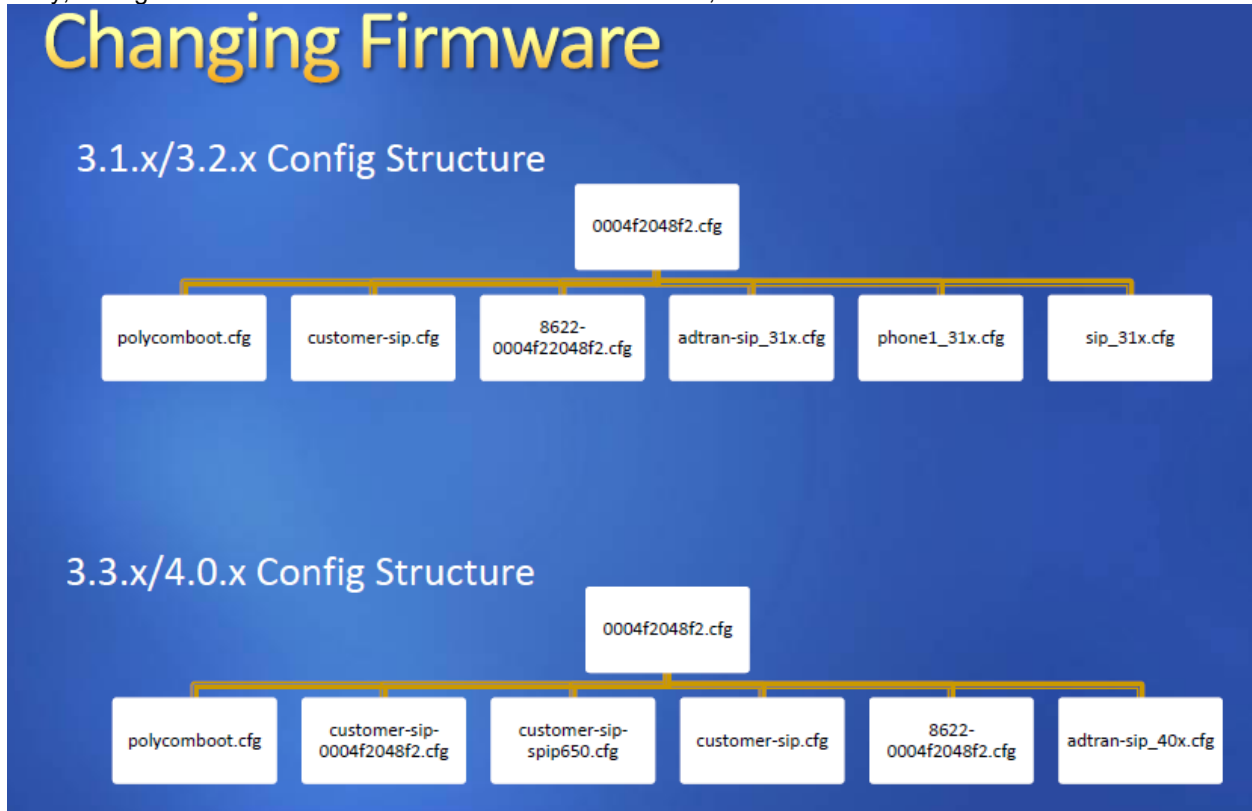 Changing Firmware
3.1.x/3.2.x Config Structure
0004f2048f2.cfg
polycomboot.cfg
customer-sip.cfg
8622-
0004f22048f2.cfg
adtran-sip_31x.cfg
phone1_31x.cfg
sip_31x.cfg
3.3.x/4.0.x Config Structure
0004f2048f2.cfg
polycomboot.cfg
customer-sip-
0004f2048f2.cfg
customer-sip-
spip650.cfg
customer-sip.cfg
8622-
0004f2048f2.cfg
adtran-sip_40x.cfg